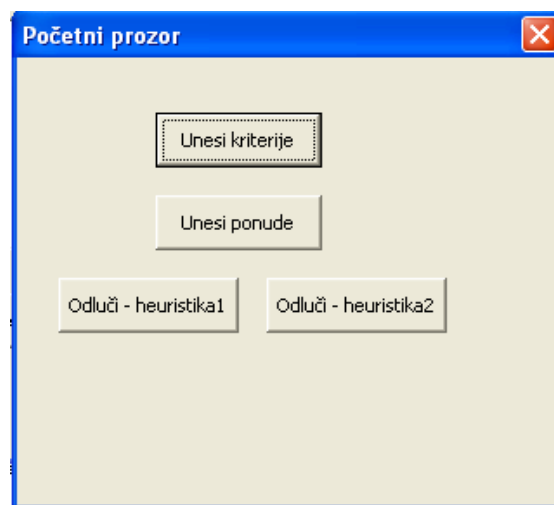 Početni prozor
Unesi kriterije
Unesi ponude
Odluči - heuristika1
Odluči - heuristika2